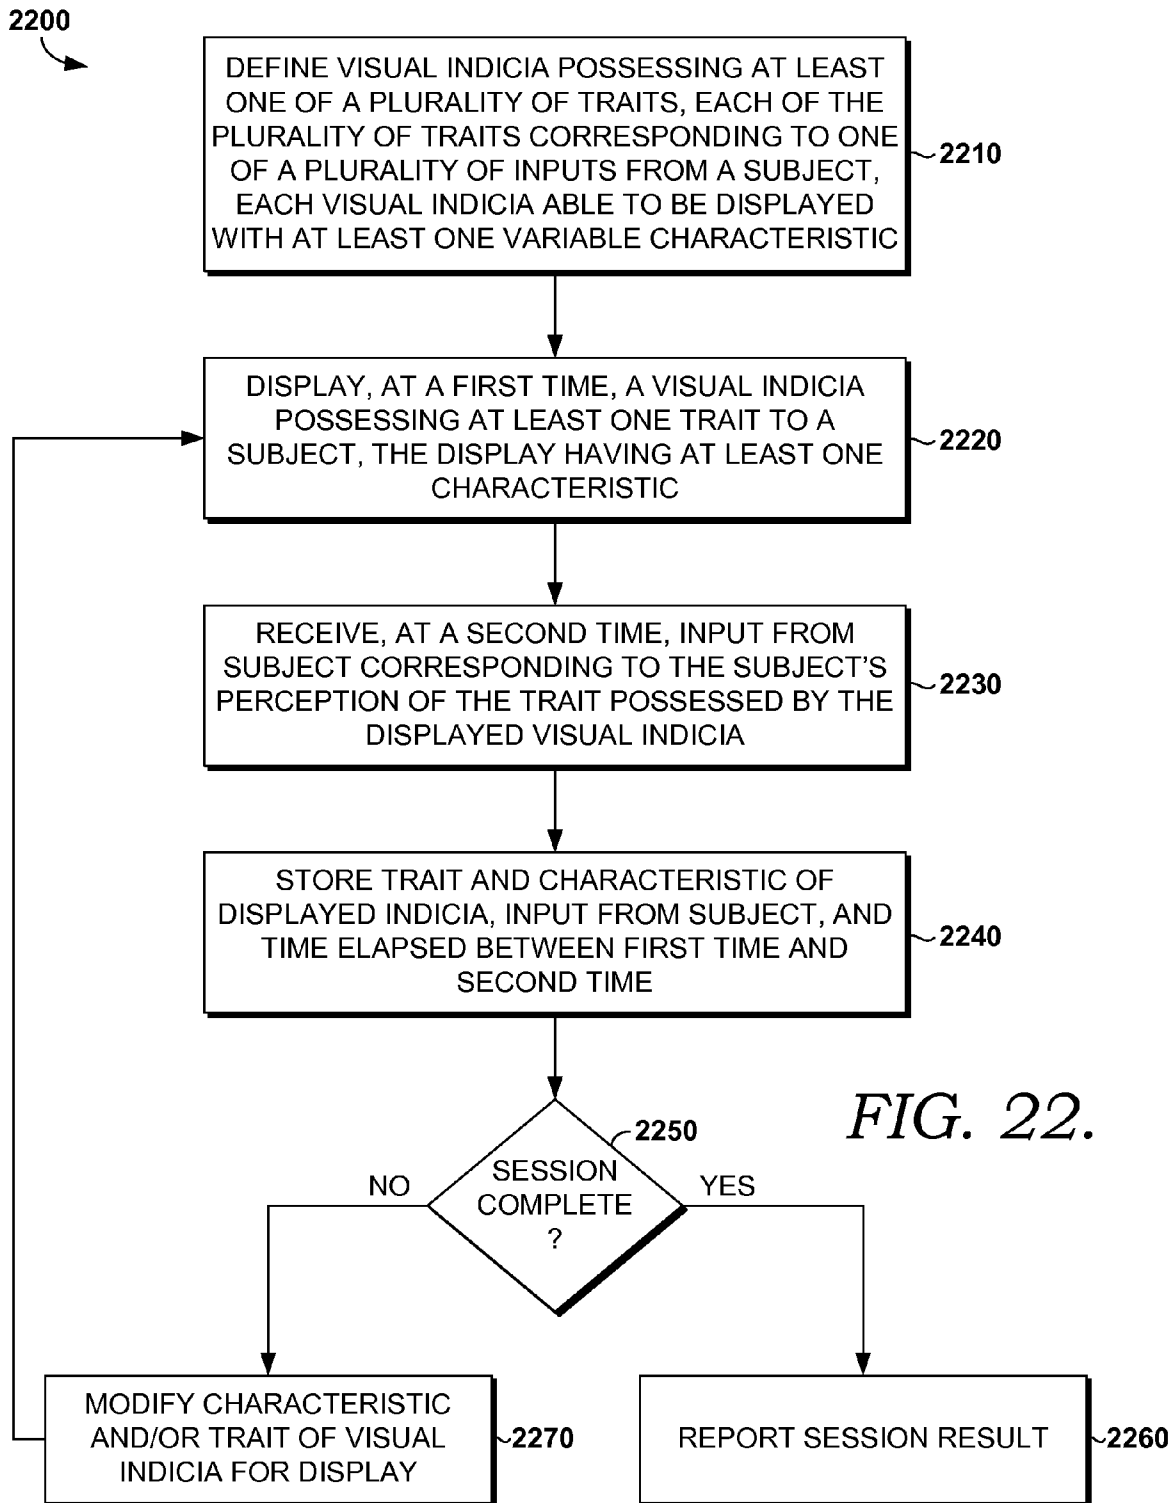 2200
DEFINE VISUAL INDICIA POSSESSING AT LEAST
ONE OF A PLURALITY OF TRAITS, EACH OF THE
PLURALITY OF TRAITS CORRESPONDING TO ONE
OF A PLURALITY OF INPUTS FROM A SUBJECT,
EACH VISUAL INDICIA ABLE TO BE DISPLAYED
WITH AT LEAST ONE VARIABLE CHARACTERISTIC
2210
DISPLAY, AT A FIRST TIME, A VISUAL INDICIA
POSSESSING AT LEAST ONE TRAIT TO A
SUBJECT, THE DISPLAY HAVING AT LEAST ONE
CHARACTERISTIC
2220
RECEIVE, AT A SECOND TIME, INPUT FROM
SUBJECT CORRESPONDING TO THE SUBJECT'S
PERCEPTION OF THE TRAIT POSSESSED BY THE
DISPLAYED VISUAL INDICIA
2230
STORE TRAIT AND CHARACTERISTIC OF
DISPLAYED INDICIA, INPUT FROM SUBJECT, AND
TIME ELAPSED BETWEEN FIRST TIME AND
SECOND TIME
2240
FIG. 22.
2250
SESSION
COMPLETE
?
NO
YES
MODIFY CHARACTERISTIC
AND/OR TRAIT OF VISUAL
INDICIA FOR DISPLAY
2270
REPORT SESSION RESULT
2260